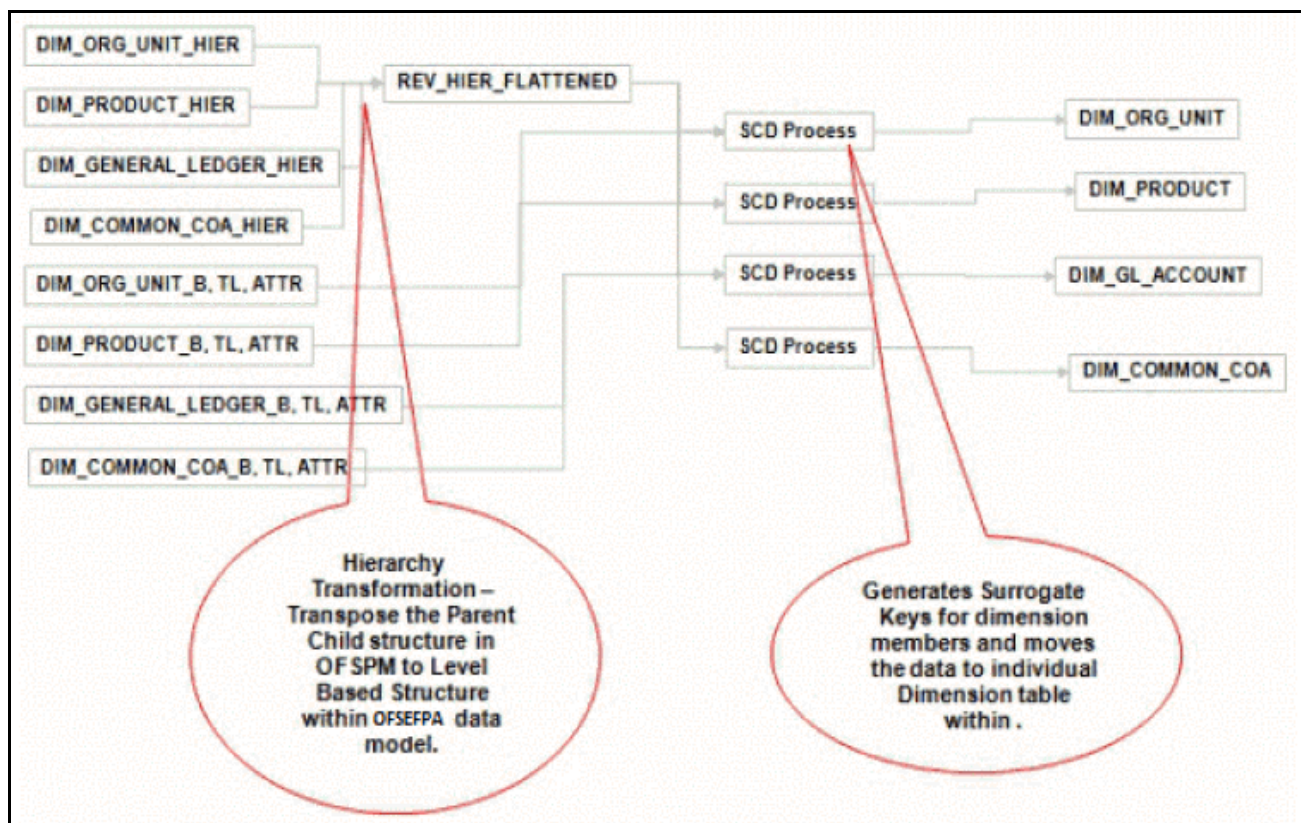 DIM_ORG_UNIT_HIER
DIM_PRODUCT_HIER
DIM_GENERAL_LEDGER_HIER
DIM_COMMON_COA_HIER
DIM_ORG_UNIT_B, TL, ATTR
DIM_PRODUCT_B, TL, ATTR
DIM_GENERAL_LEDGER_B, TL, ATTR
DIM_COMMON_COA_B, TL, ATTR
REV_HIER_FLATTENED
SCD Process
SCD Process
SCD Process
SCD Process
DIM_ORG_UNIT
DIM_PRODUCT
DIM_GL_ACCOUNT
DIM_COMMON_COA
Hierarchy
Transformation –
Transpose the Parent
Child structure in
OFSPM to Level
Based Structure
within OFSEFPA data
model.
Generates Surrogate
Keys for dimension
members and moves
the data to individual
Dimension table
within .